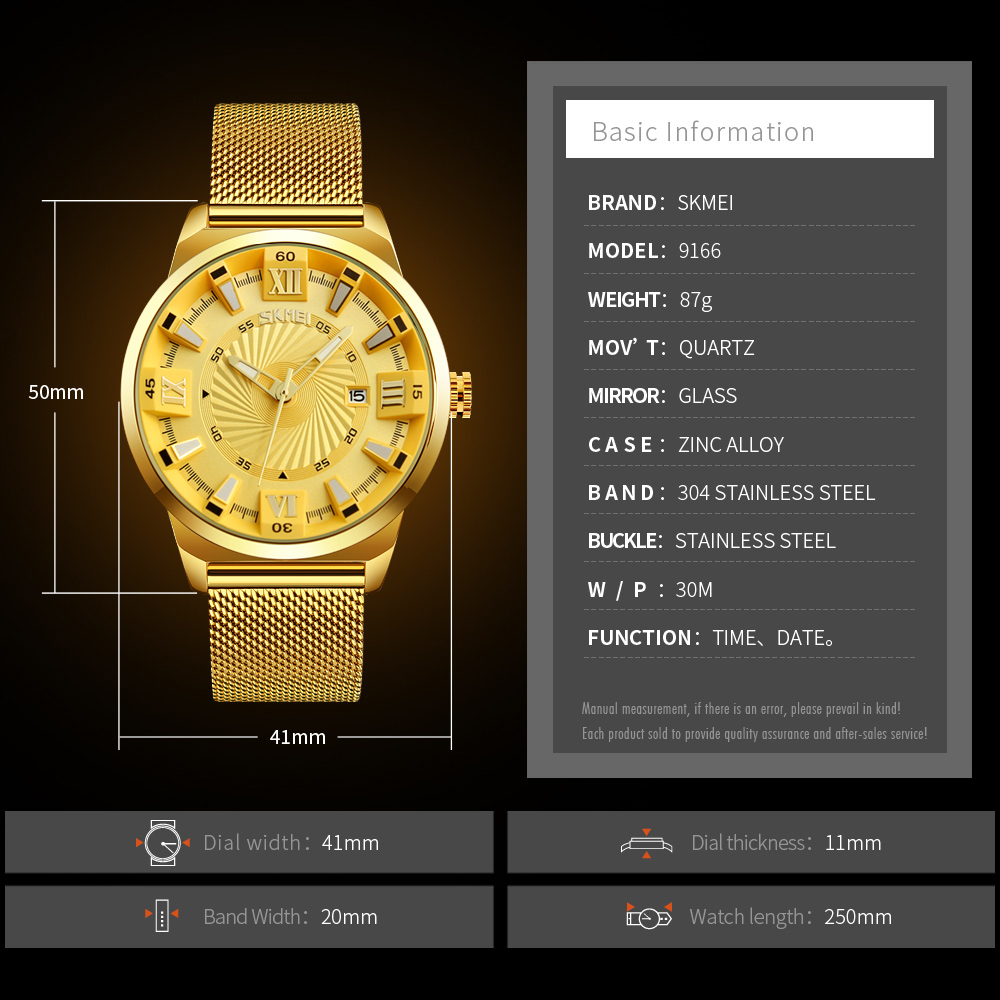 Basic Information
BRAND： SKMEI
MODEL： 9166
WEIGHT： 87g
MOV’ T： QUARTZ
MIRROR： GLASS
CASE： ZINC ALLOY
BAND： 304 STAINLESS STEEL
BUCKLE： STAINLESS STEEL
W / P ： 30M
FUNCTION： TIME、DATE。
Manual measurement, if there is an error, please prevail in kind!
Each product sold to provide quality assurance and after-sales service!
50mm
41mm
60
XII
SKMEI
55
05
50
10
45
IX
15
III
15
40
20
35
25
VI
30
Dial width： 41mm
Dial thickness： 11mm
Band Width： 20mm
Watch length： 250mm